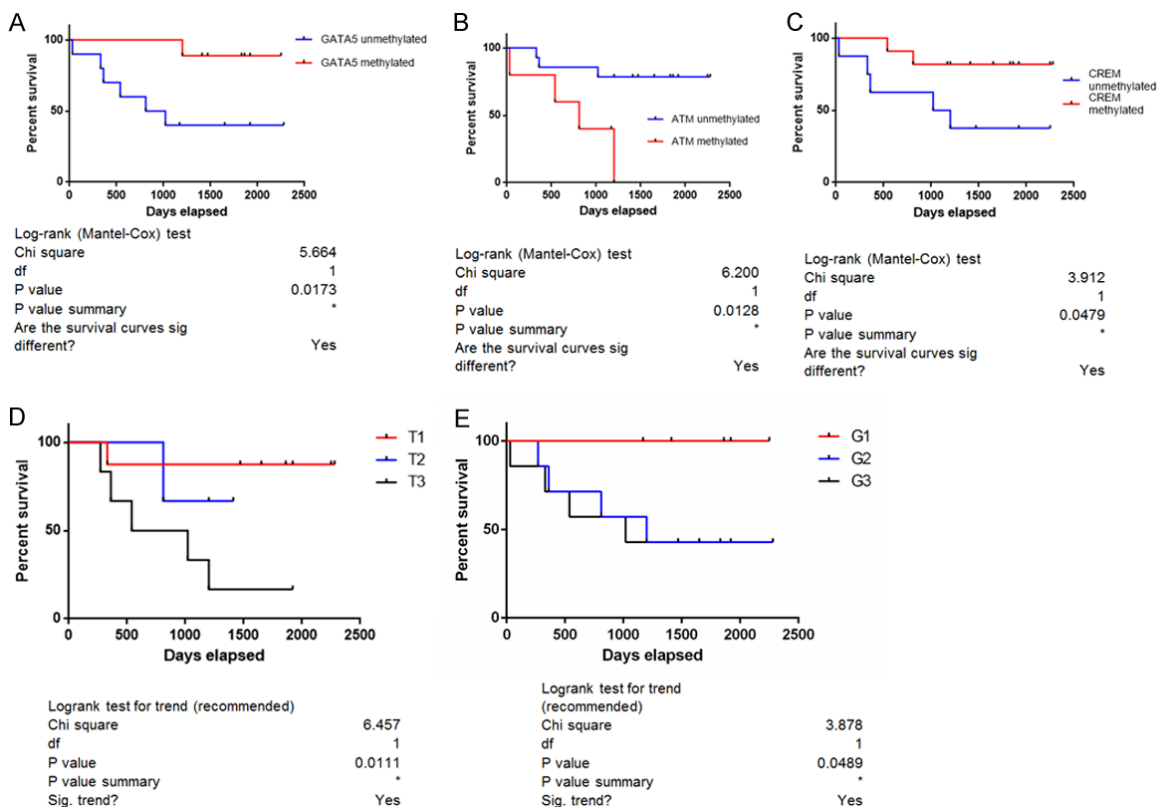 A
GATA5 unmethylated
GATA5 methylated
100
50
0
0 500 1000 1500 2000 2500
Percent survival
Days elapsed
Log-rank (Mantel-Cox) test
Chi square 5.664
df 1
P value 0.0173
P value summary *
Are the survival curves sig
different? Yes
B
ATM unmethylated
ATM methylated
100
50
0
0 500 1000 1500 2000 2500
Percent survival
Days elapsed
Log-rank (Mantel-Cox) test
Chi square 6.200
df 1
P value 0.0128
P value summary *
Are the survival curves sig
different? Yes
C
CREM
unmethylated
CREM
methylated
100
50
0
0 500 1000 1500 2000 2500
Percent survival
Days elapsed
Log-rank (Mantel-Cox) test
Chi square 3.912
df 1
P value 0.0479
P value summary *
Are the survival curves sig
different? Yes
D
T1
T2
T3
100
50
0
0 500 1000 1500 2000 2500
Percent survival
Days elapsed
Logrank test for trend (recommended)
Chi square 6.457
df 1
P value 0.0111
P value summary *
Sig. trend? Yes
E
G1
G2
G3
100
50
0
0 500 1000 1500 2000 2500
Percent survival
Days elapsed
Logrank test for trend
(recommended)
Chi square 3.878
df 1
P value 0.0489
P value summary *
Sig. trend? Yes